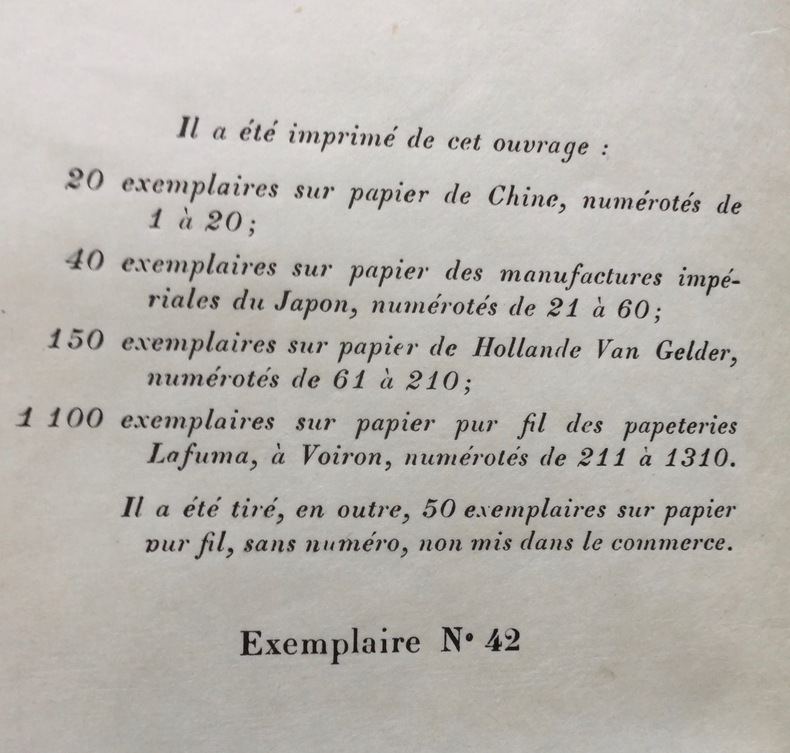 Il a été imprimé de cet ouvrage :
20 exemplaires sur papier de Chine, numérotés de
1 à 20;
40 exemplaires sur papier des manufactures impé-
riales du Japon, numérotés de 21 à 60;
150 exemplaires sur papier de Hollande Van Gelder,
numérotés de 61 à 210;
1 100 exemplaires sur papier pur fil des papeteries
Lafuma, à Voiron, numérotés de 211 à 1310.
Il a été tiré, en outre, 50 exemplaires sur papier
pur fil, sans numéro, non mis dans le commerce.
Exemplaire N° 42